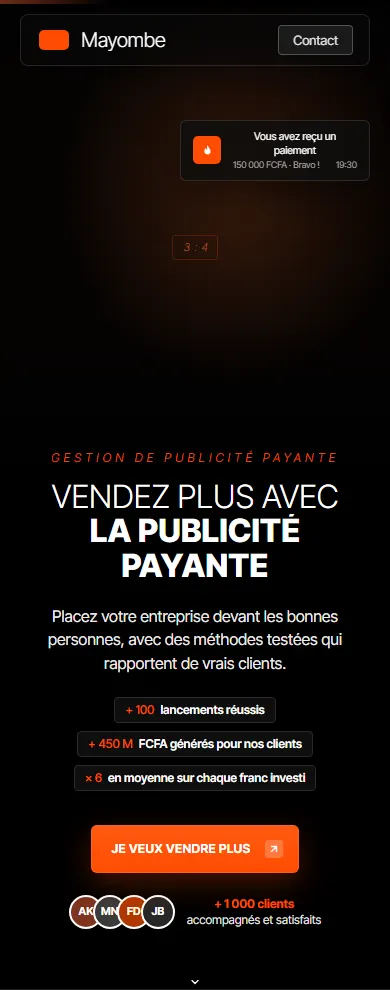 Mayombe
Contact
Vous avez reçu un
paiement
150 000 FCFA · Bravo !
19:30
3 : 4
GESTION DE PUBLICITÉ PAYANTE
VENDEZ PLUS AVEC
LA PUBLICITÉ
PAYANTE
Placez votre entreprise devant les bonnes
personnes, avec des méthodes testées qui
rapportent de vrais clients.
+ 100 lancements réussis
+ 450 M FCFA générés pour nos clients
× 6 en moyenne sur chaque franc investi
JE VEUX VENDRE PLUS
AK MN FD JB
+ 1 000 clients
accompagnés et satisfaits